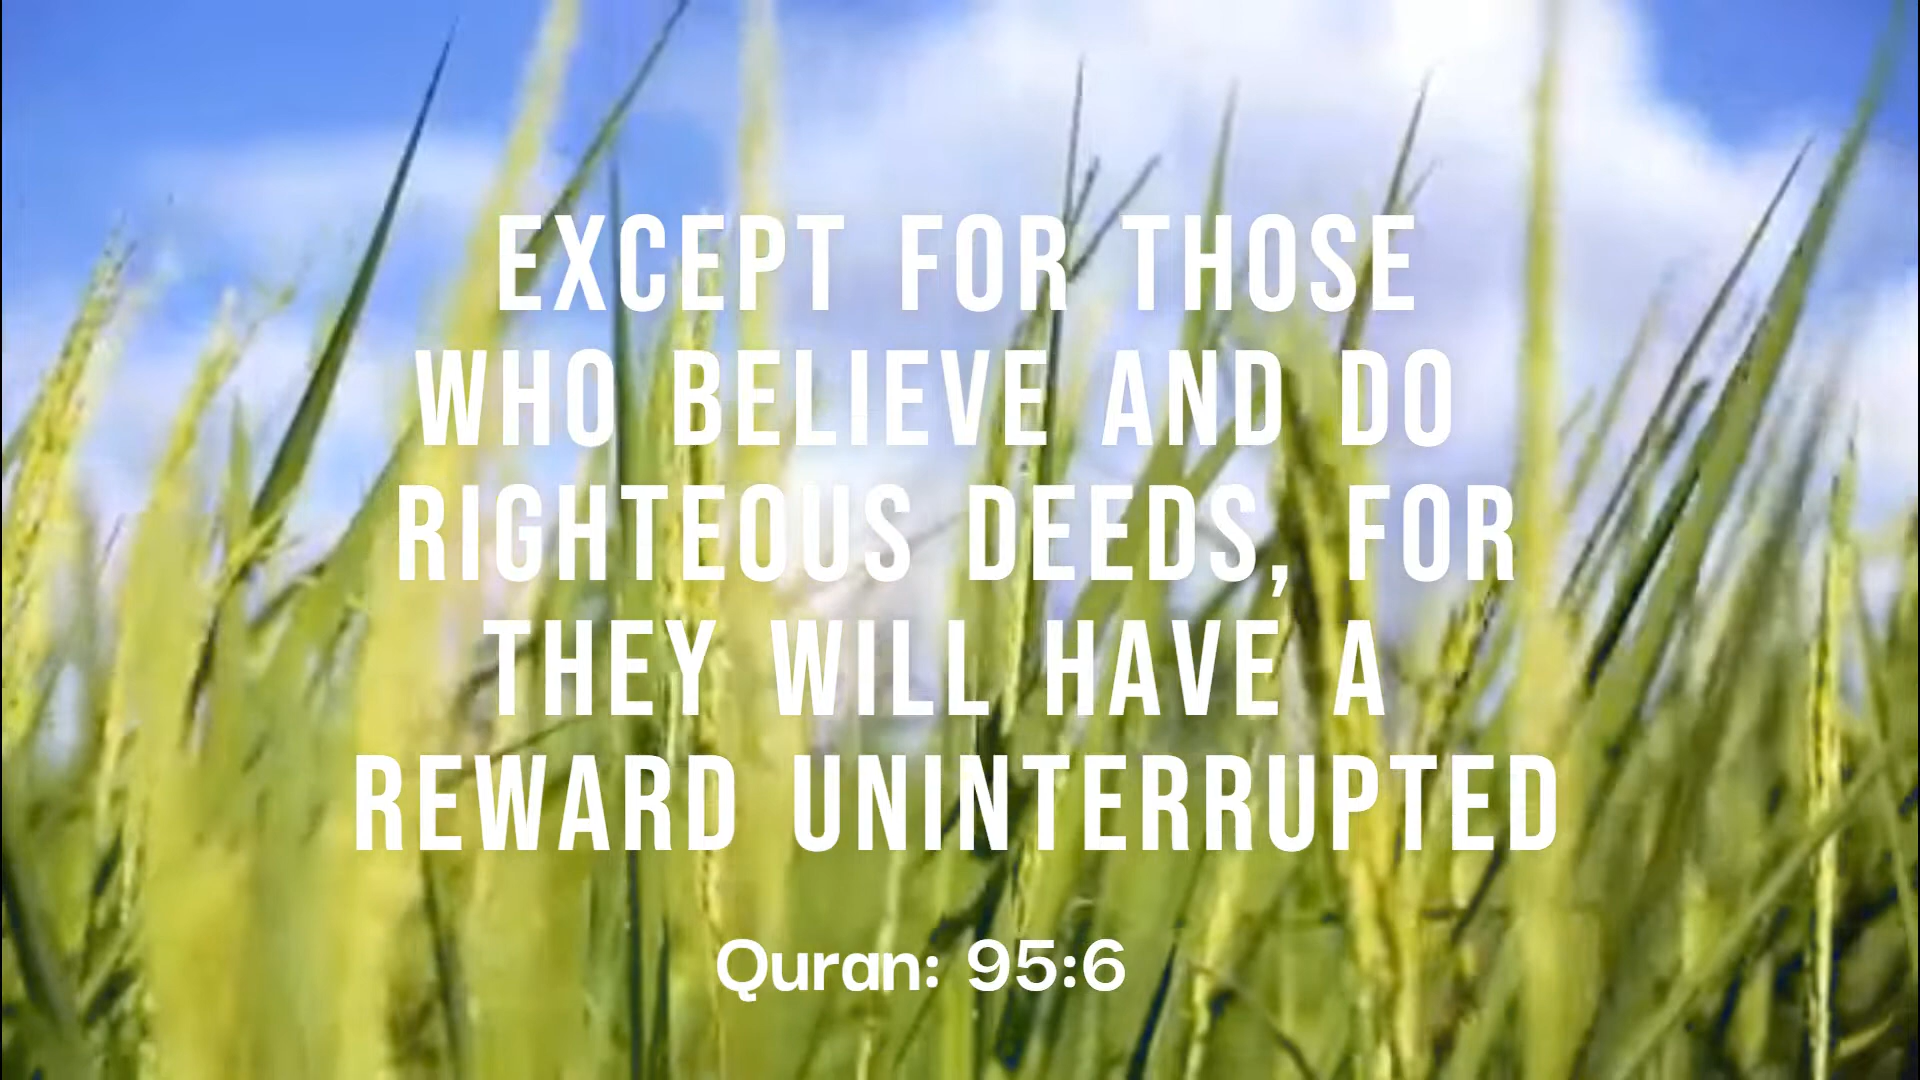 EXCEPT FOR THOSE
WHO BELIEVE AND DO
RIGHTEOUS DEEDS, FOR
THEY WILL HAVE A
REWARD UNINTERRUPTED
Quran: 95:6